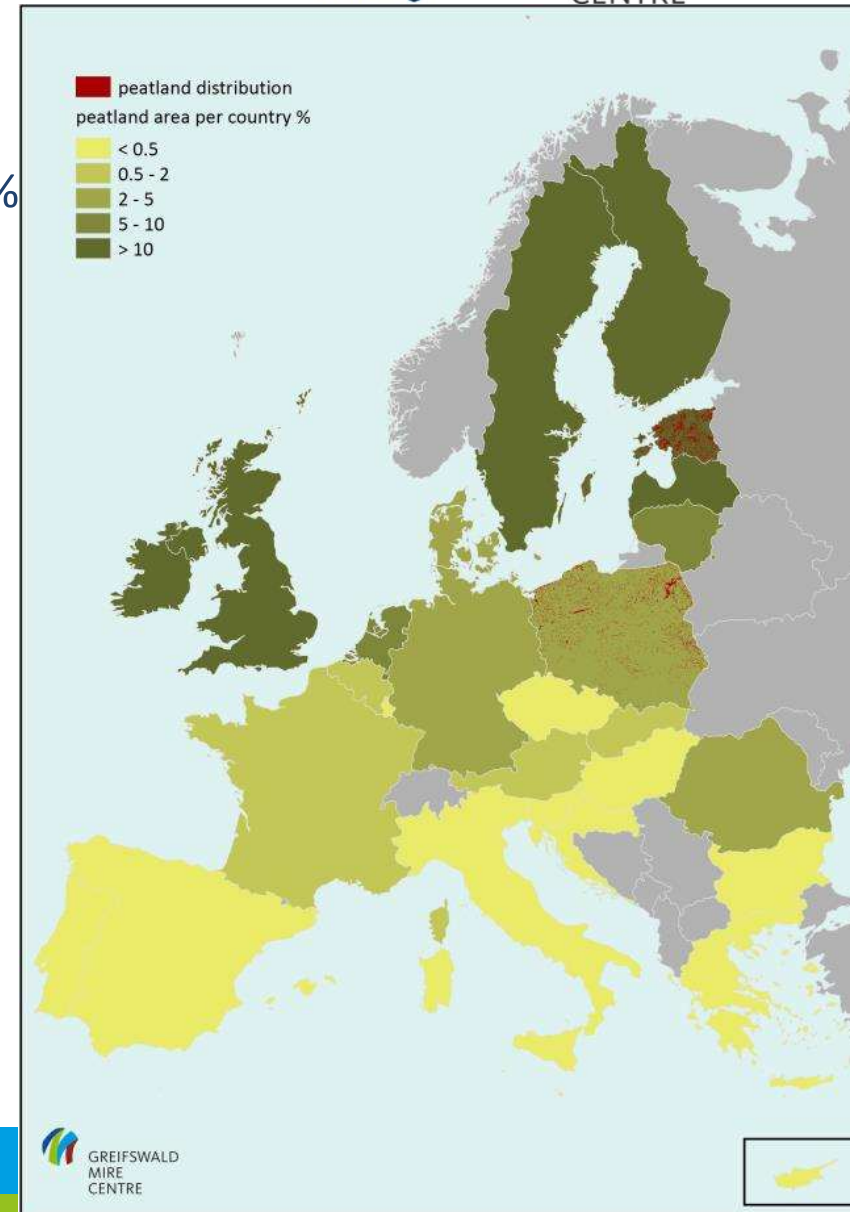 CENTRE
%
peatland distribution
peatland area per country %
< 0.5
0.5 - 2
2 - 5
5 - 10
> 10
GREIFSWALD
MIRE
CENTRE